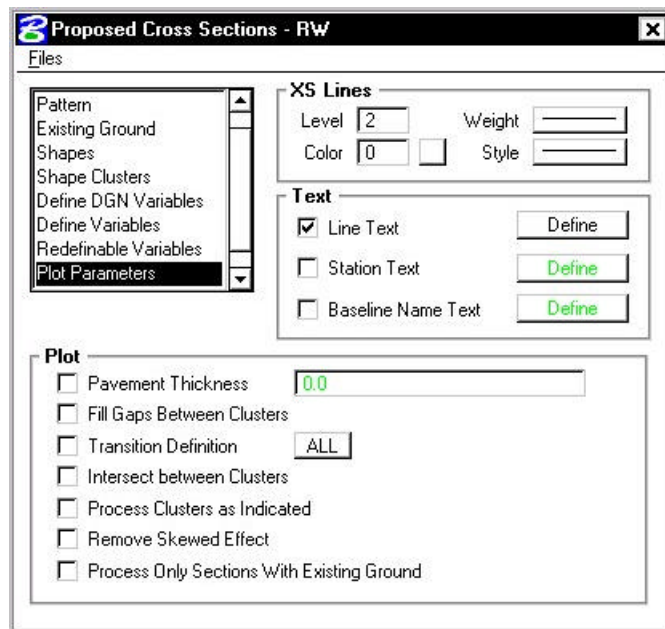 Proposed Cross Sections - RW
Files
Pattern
Existing Ground
Shapes
Shape Clusters
Define DGN Variables
Define Variables
Redefinable Variables
Plot Parameters
XS Lines
Level 2 Weight
Color 0 Style
Text
Line Text Define
Station Text Define
Baseline Name Text Define
Plot
Pavement Thickness 0.0
Fill Gaps Between Clusters
Transition Definition ALL
Intersect between Clusters
Process Clusters as Indicated
Remove Skewed Effect
Process Only Sections With Existing Ground